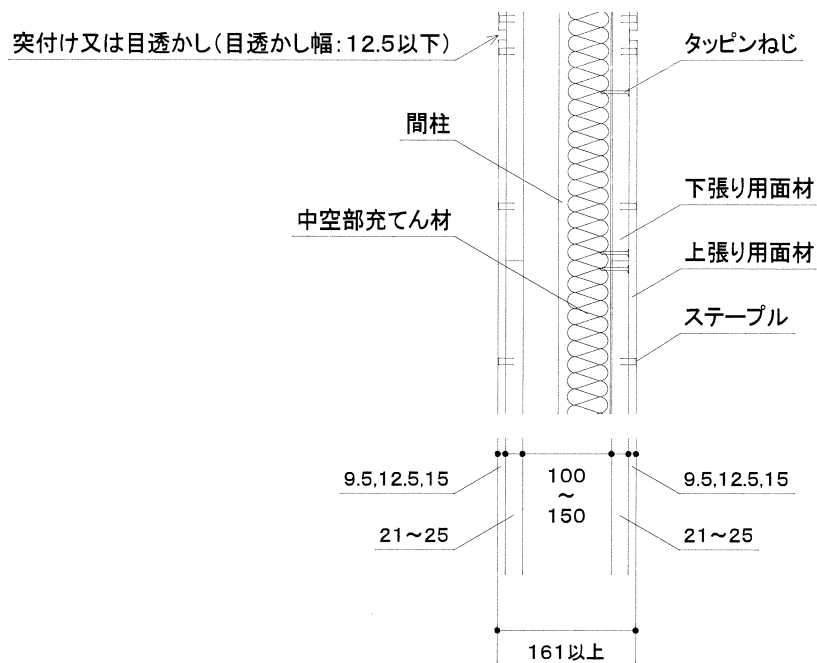 突付け又は目透かし(目透かし幅:12.5以下)
タッピンねじ
間柱
下張り用面材
中空部充てん材
上張り用面材
ステープル
9.5,12.5,15
100
～
150
9.5,12.5,15
21～25
21～25
161以上